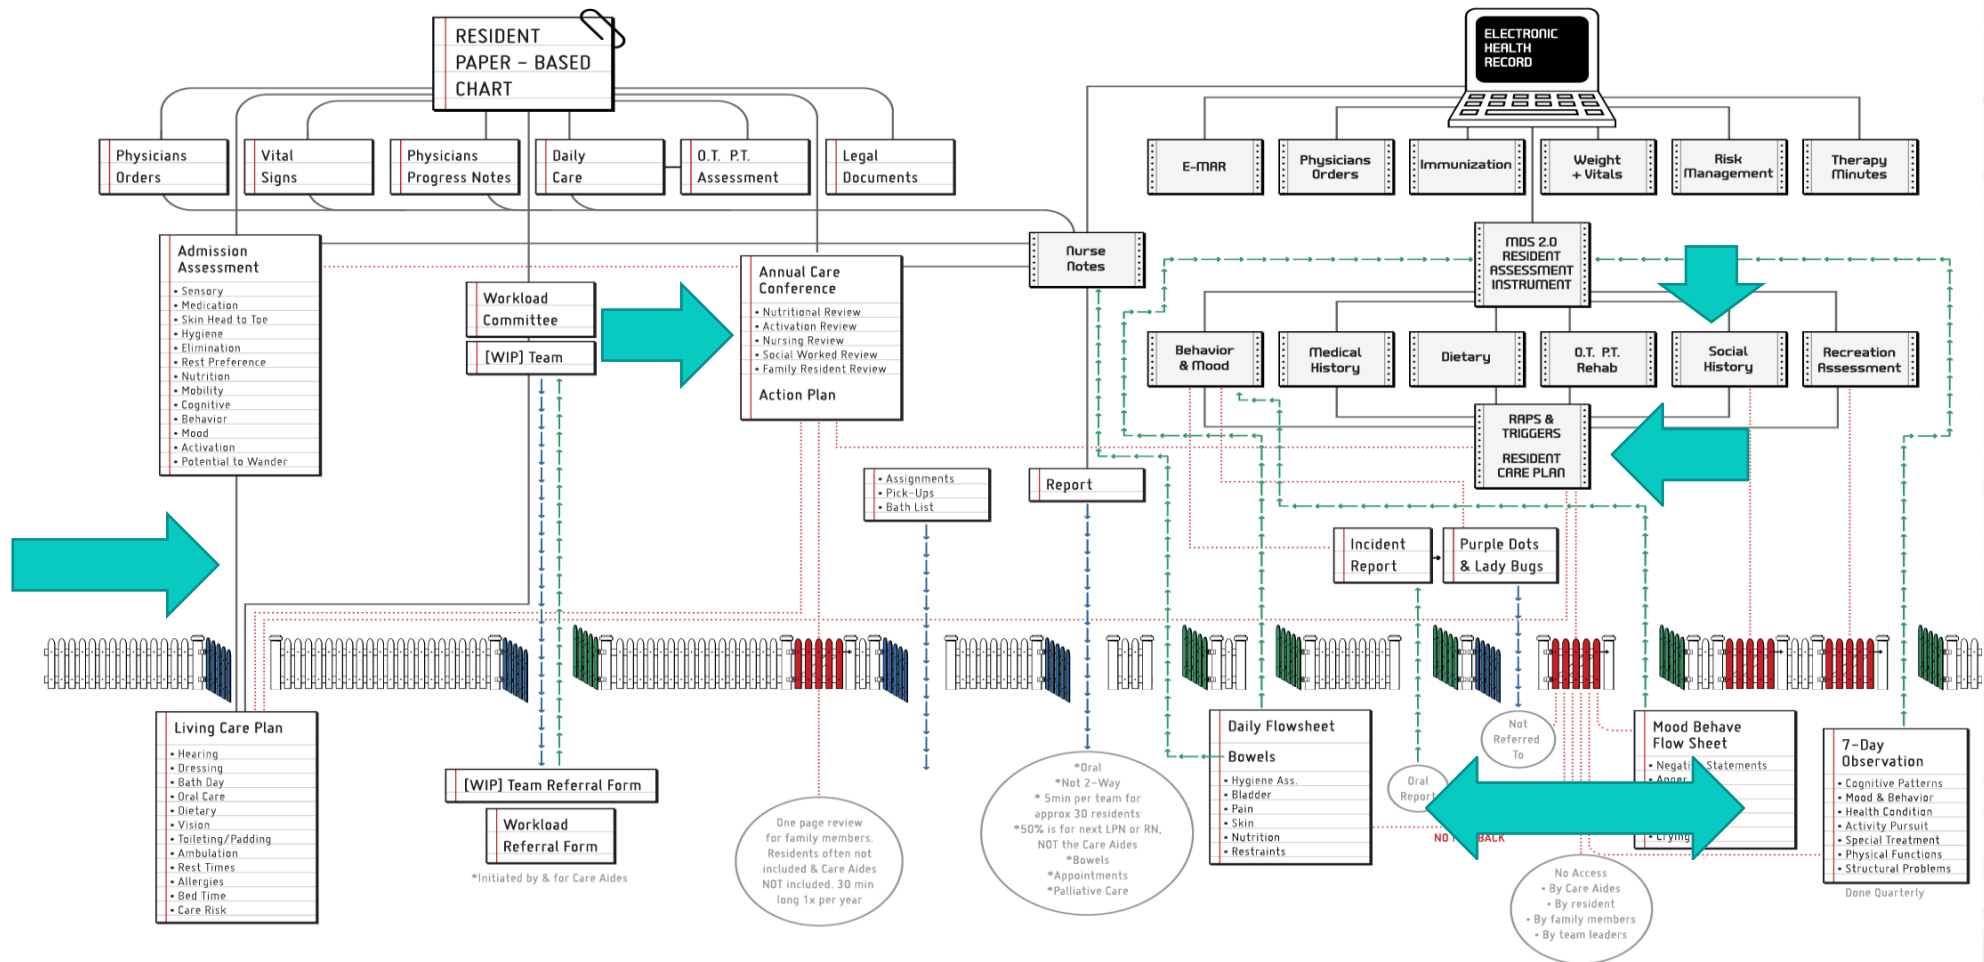 RESIDENT
PAPER – BASED
CHART
ELECTRONIC
HEALTH
RECORD
Physicians
Orders
Vital
Signs
Physicians
Progress Notes
Daily
Care
O.T. P.T.
Assessment
Legal
Documents
E-MAR
Physicians
Orders
Immunization
Weight
+ Vitals
Risk
Management
Therapy
Minutes
Admission
Assessment
• Sensory
• Medication
• Skin Head to Toe
• Hygiene
• Elimination
• Rest Preference
• Nutrition
• Mobility
• Cognitive
• Behavior
• Mood
• Activation
• Potential to Wander
Workload
Committee
[WIP] Team
Annual Care
Conference
• Nutritional Review
• Activation Review
• Nursing Review
• Social Worked Review
• Family Resident Review
Action Plan
Nurse
Notes
MDS 2.0
RESIDENT
ASSESSMENT
INSTRUMENT
Behavior
& Mood
Medical
History
Dietary
O.T. P.T.
Rehab
Social
History
Recreation
Assessment
RAPS &
TRIGGERS
RESIDENT
CARE PLAN
• Assignments
• Pick-Ups
• Bath List
Report
Incident
Report
Purple Dots
& Lady Bugs
Living Care Plan
• Hearing
• Dressing
• Bath Day
• Oral Care
• Dietary
• Vision
• Toileting/Padding
• Ambulation
• Rest Times
• Allergies
• Bed Time
• Care Risk
[WIP] Team Referral Form
Workload
Referral Form
*Initiated by & for Care Aides
One page review
for family members.
Residents often not
included & Care Aides
NOT included. 30 min
long 1x per year
*Oral
*Not 2-Way
* 5min per team for
approx 30 residents
*50% is for next LPN or RN,
NOT the Care Aides
*Bowels
*Appointments
*Palliative Care
Daily Flowsheet
Bowels
• Hygiene Ass.
• Bladder
• Pain
• Skin
• Nutrition
• Restraints
Oral
Report
Not
Referred
To
NO
BACK
Mood Behave
Flow Sheet
• Negative Statements
• Anger
• Crying
No Access
• By Care Aides
• By resident
• By family members
• By team leaders
7-Day
Observation
• Cognitive Patterns
• Mood & Behavior
• Health Condition
• Activity Pursuit
• Special Treatment
• Physical Functions
• Structural Problems
Done Quarterly